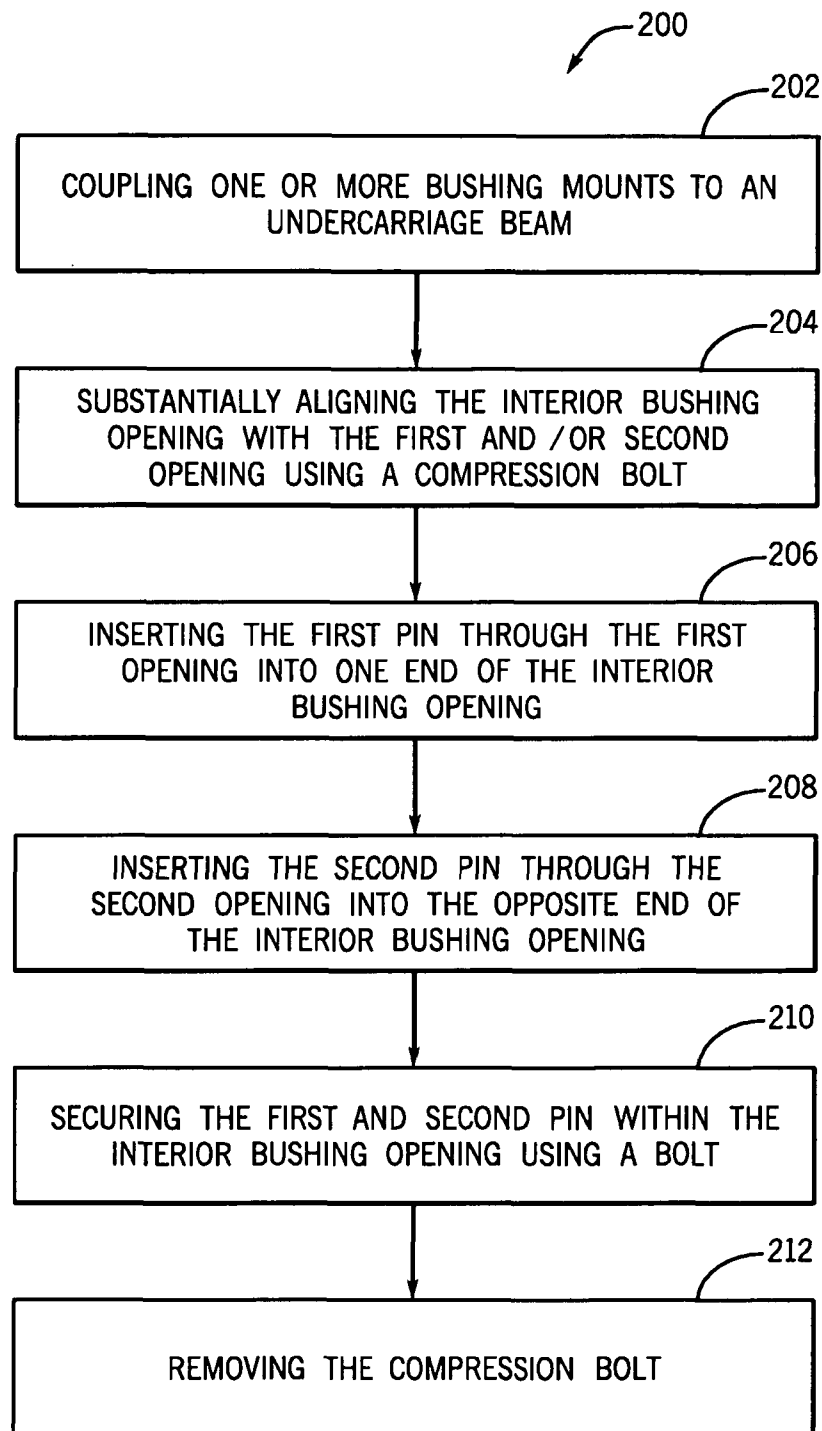 200
202
COUPLING ONE OR MORE BUSHING MOUNTS TO AN
UNDERCARRIAGE BEAM
204
SUBSTANTIALLY ALIGNING THE INTERIOR BUSHING
OPENING WITH THE FIRST AND /OR SECOND
OPENING USING A COMPRESSION BOLT
206
INSERTING THE FIRST PIN THROUGH THE FIRST
OPENING INTO ONE END OF THE INTERIOR
BUSHING OPENING
208
INSERTING THE SECOND PIN THROUGH THE
SECOND OPENING INTO THE OPPOSITE END OF
THE INTERIOR BUSHING OPENING
210
SECURING THE FIRST AND SECOND PIN WITHIN THE
INTERIOR BUSHING OPENING USING A BOLT
212
REMOVING THE COMPRESSION BOLT